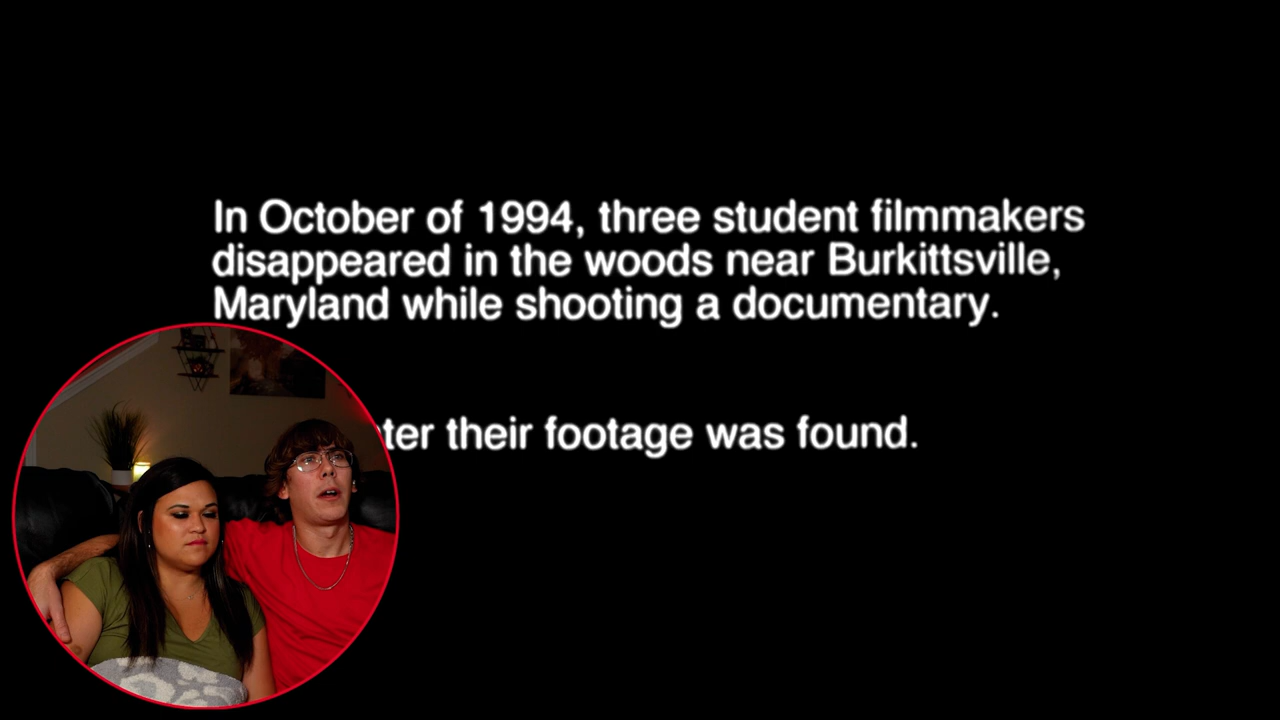 In October of 1994, three student filmmakers
disappeared in the woods near Burkittsville,
Maryland while shooting a documentary.
their footage was found.